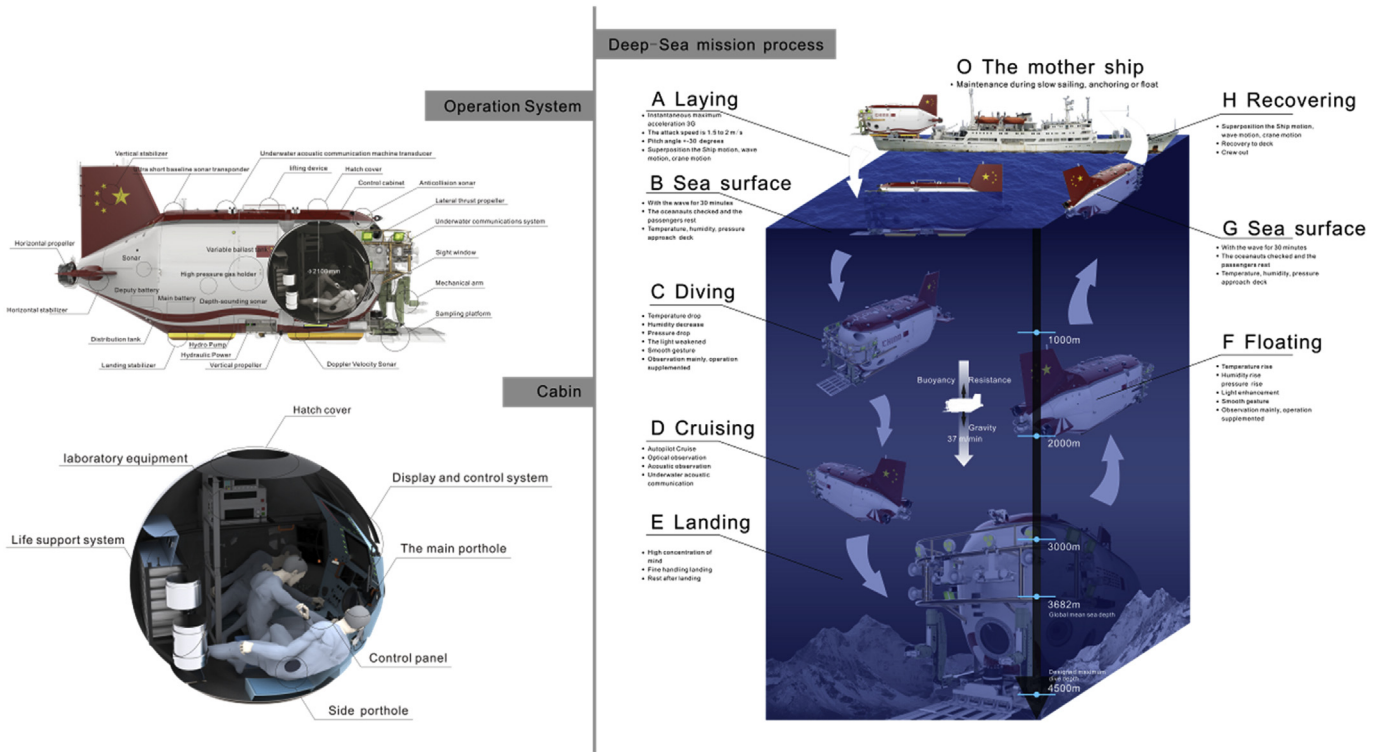 Operation System
Vertical stabilizer
short baseline sonar transponder
Underwater acoustic communication machine transducer
lifting device
Hatch cover
Control cabinet
Anticollision sonar
Lateral thrust propeller
Underwater communications system
Horizontal propeller
Sonar
Variable ballast tank
High pressure gas holder
Φ2100mm
Sight window
Deputy battery
Main battery
Depth-sounding sonar
Mechanical arm
Horizontal stabilizer
Sampling platform
Distribution tank
Hydro Pump
Hydraulic Power
Landing stabilizer
Vertical propeller
Doppler Velocity Sonar
Cabin
Hatch cover
laboratory equipment
Display and control system
Life support system
The main porthole
Control panel
Side porthole
Deep-Sea mission process
O The mother ship
• Maintenance during slow sailing, anchoring or float
A Laying
• Instantaneous maximum
acceleration 3G
• The attack speed is 1.5 to 2 m/s
• Pitch angle +-30 degrees
• Superposition the Ship motion, wave
motion, crane motion
B Sea surface
• With the wave for 30 minutes
• The oceanauts checked and the
passengers rest
• Temperature, humidity, pressure
approach deck
C Diving
• Temperature drop
• Humidity decrease
• Pressure drop
• The light weakened
• Smooth gesture
• Observation mainly, operation
supplemented
D Cruising
• Autopilot Cruise
• Optical observation
• Acoustic observation
• Underwater acoustic
communication
E Landing
• High concentration of
mind
• Fine handling landing
• Rest after landing
Buoyancy Resistance
Gravity
37 m/min
1000m
2000m
3000m
3682m
Global mean sea depth
Designed maximum
dive depth
4500m
F Floating
• Temperature rise
• Humidity rise
pressure rise
• Light enhancement
• Smooth gesture
• Observation mainly, operation
supplemented
G Sea surface
• With the wave for 30 minutes
• The oceanauts checked and the
passengers rest
• Temperature, humidity, pressure
approach deck
H Recovering
• Superposition the Ship motion,
wave motion, crane motion
• Recovery to deck
• Crew out